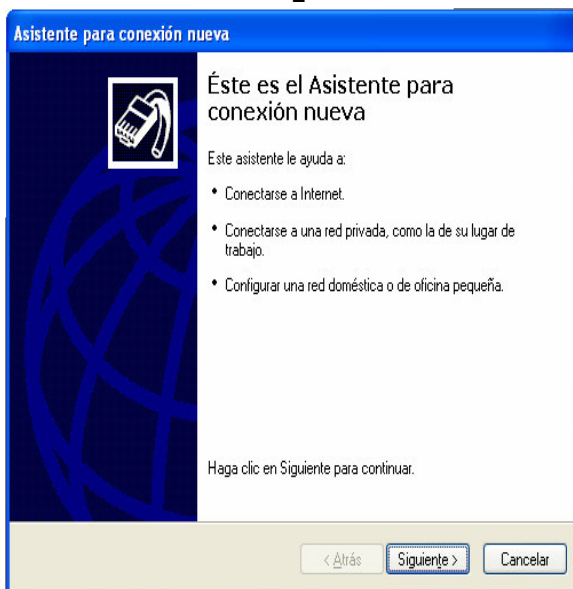 Asistente para conexión nueva
Éste es el Asistente para
conexión nueva
Este asistente le ayuda a:
• Conectarse a Internet.
• Conectarse a una red privada, como la de su lugar de
trabajo.
• Configurar una red doméstica o de oficina pequeña.
Haga clic en Siguiente para continuar.
< Atrás Siguiente > Cancelar